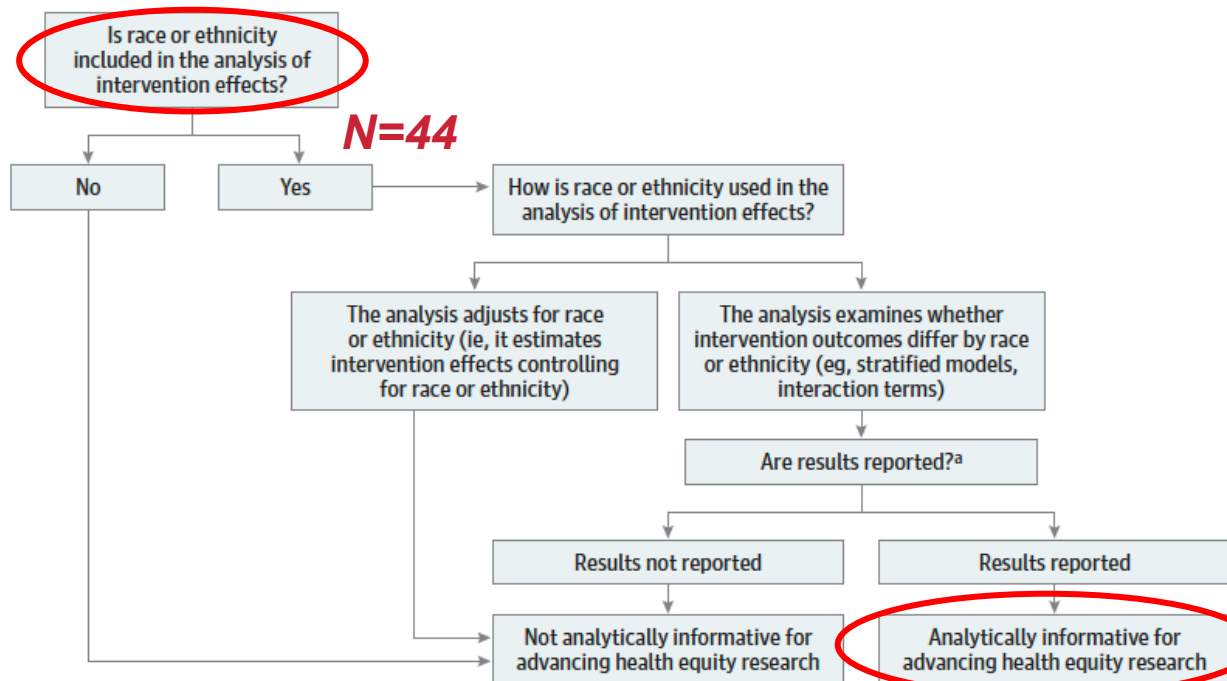 Is race or ethnicity
included in the analysis of
intervention effects?
N=44
No
Yes
How is race or ethnicity used in the
analysis of intervention effects?
The analysis adjusts for race
or ethnicity (ie, it estimates
intervention effects controlling
for race or ethnicity)
The analysis examines whether
intervention outcomes differ by race
or ethnicity (eg, stratified models,
interaction terms)
Are results reported?ª
Results not reported
Results reported
Not analytically informative for
advancing health equity research
Analytically informative for
advancing health equity research